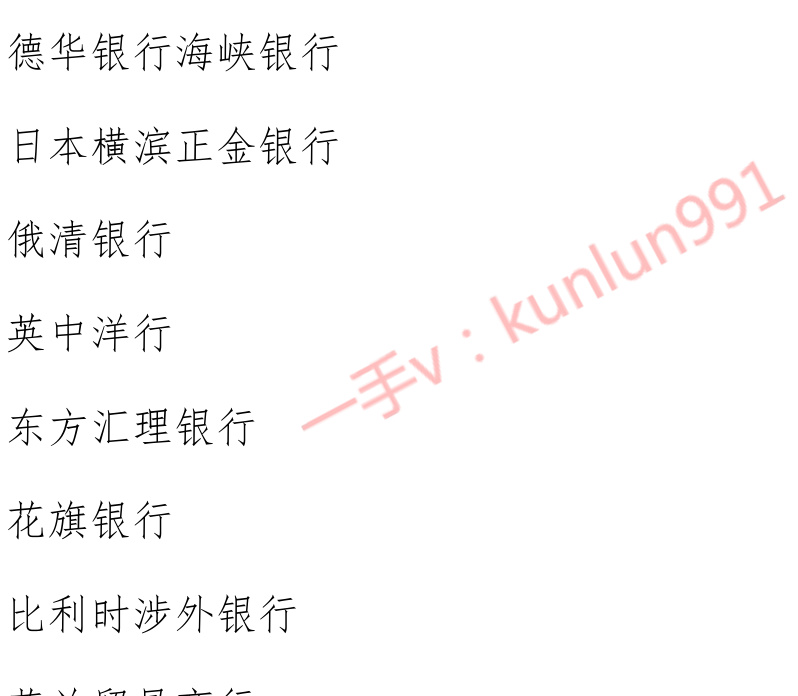 德华银行海峡银行
日本横滨正金银行
俄清银行
英中洋行
东方汇理银行
花旗银行
比利时涉外银行
一手v：kunlun991